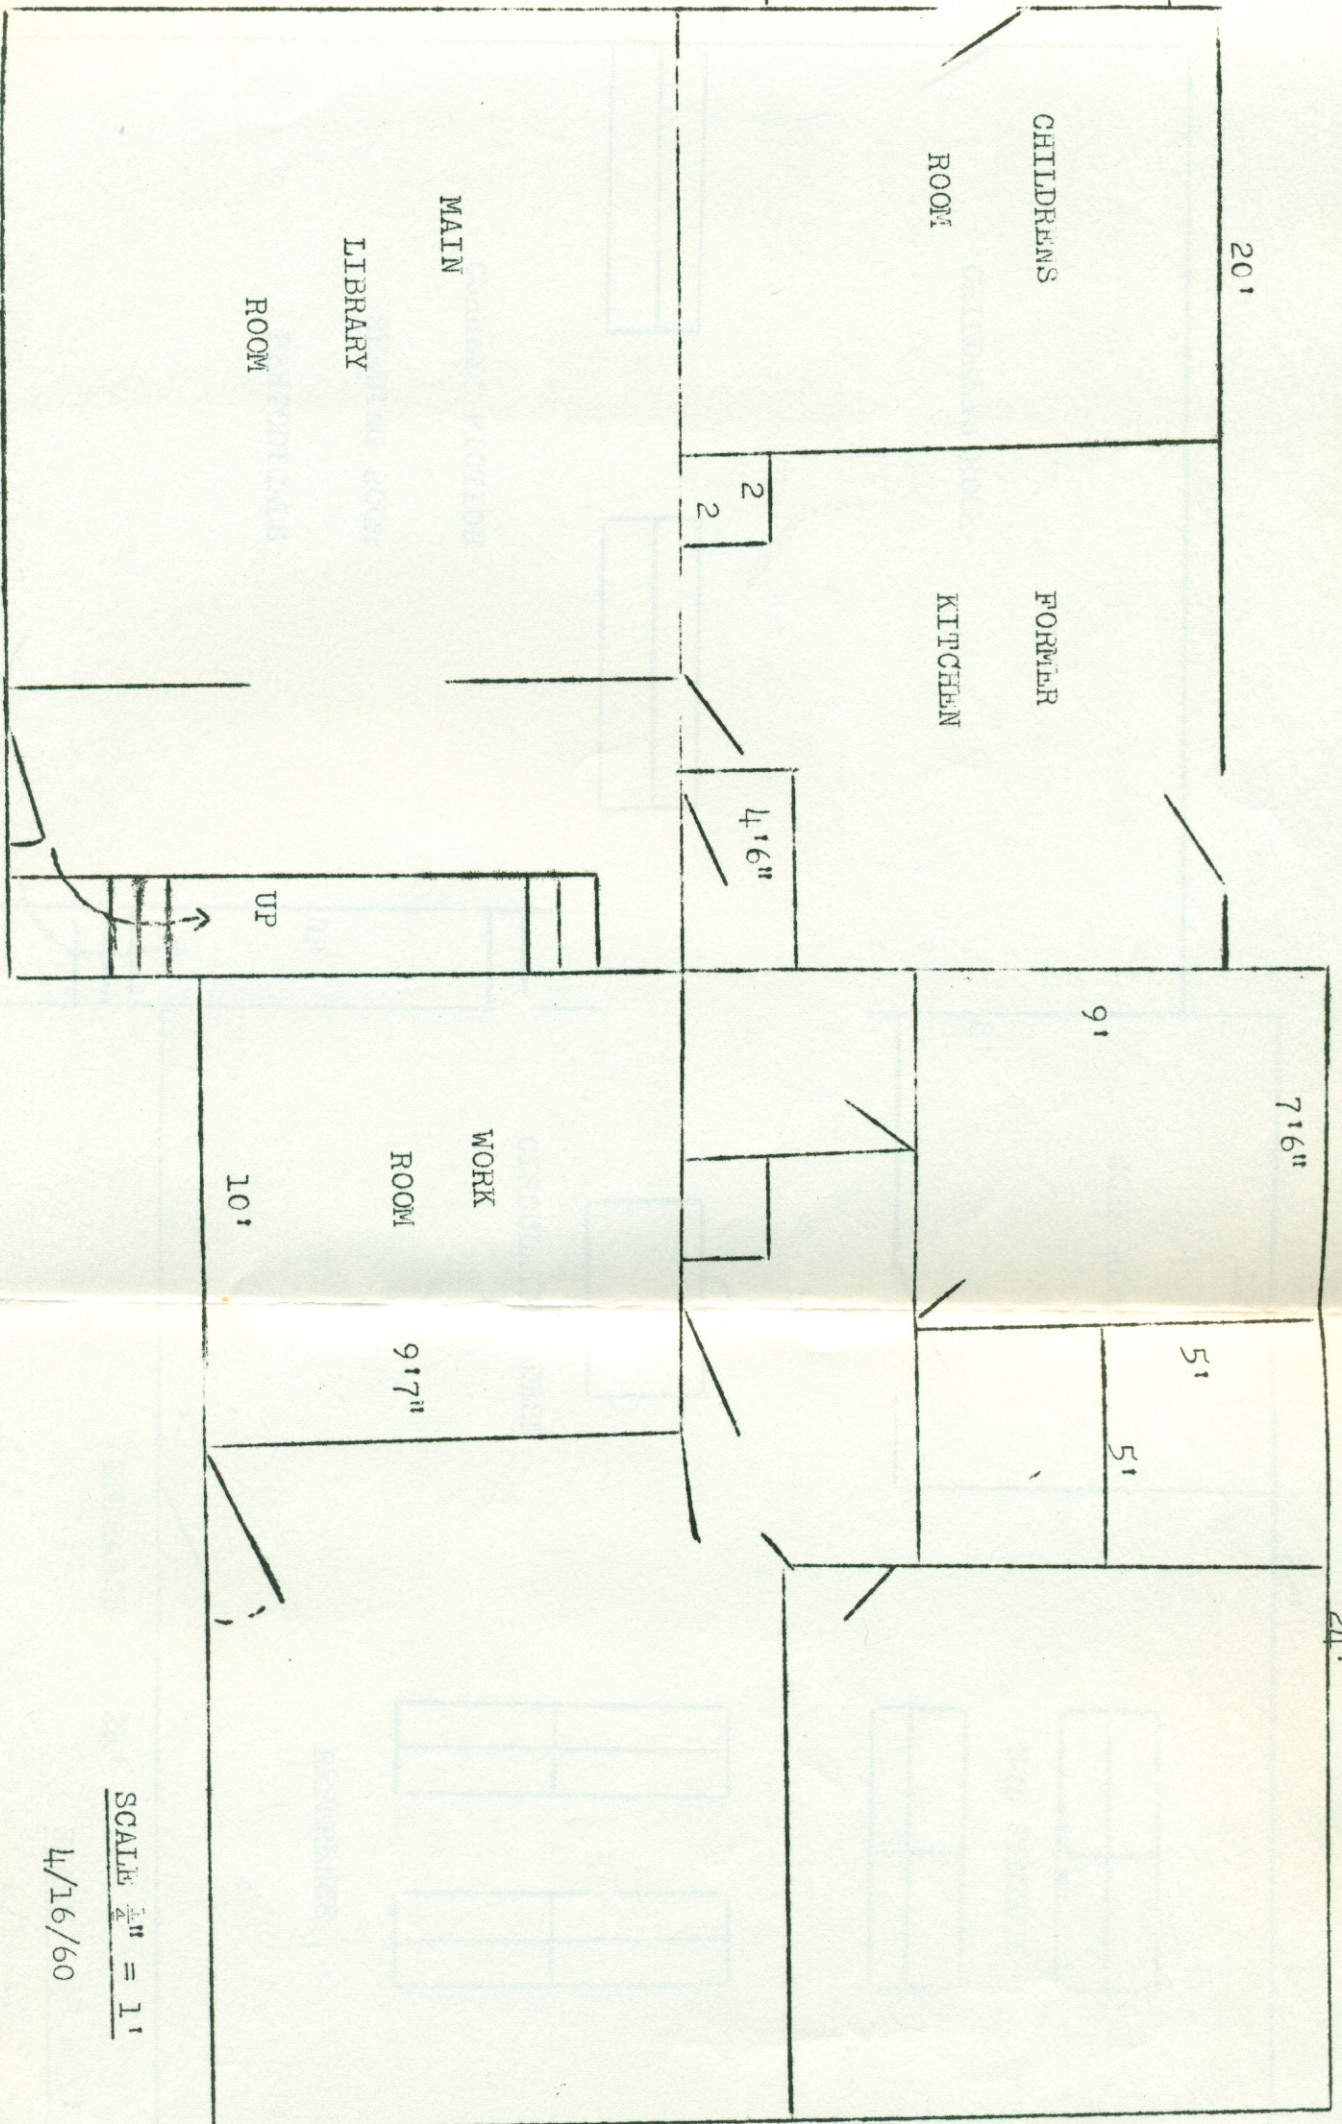 20'
CHILDRENS
ROOM
MAIN
LIBRARY
ROOM
2
2
FORMER
KITCHEN
4'6"
UP
9'
7'6"
WORK
ROOM
10'
9'7"
5'
5'
SCALE ½" = 1'
4/16/60